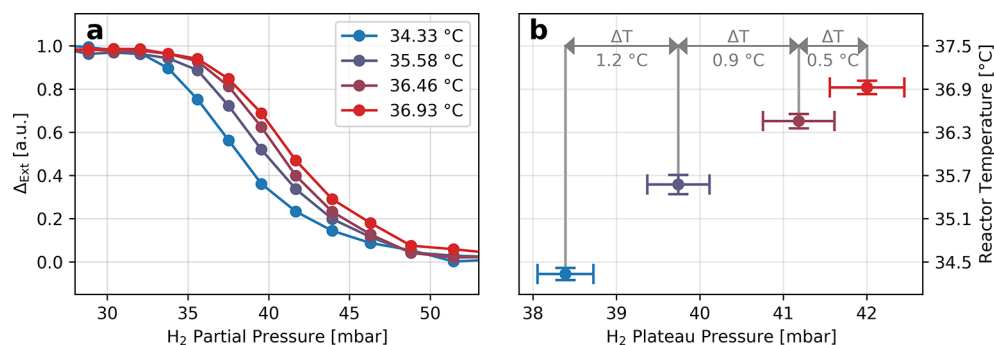 a
34.33 °C
35.58 °C
36.46 °C
36.93 °C
1.0
0.8
0.6
0.4
0.2
0.0
Δ_Ext [a.u.]
30 35 40 45 50
H₂ Partial Pressure [mbar]
b
ΔT ΔT ΔT
1.2 °C 0.9 °C 0.5 °C
37.5
36.9
36.3
35.7
35.1
34.5
Reactor Temperature [°C]
38 39 40 41 42
H₂ Plateau Pressure [mbar]